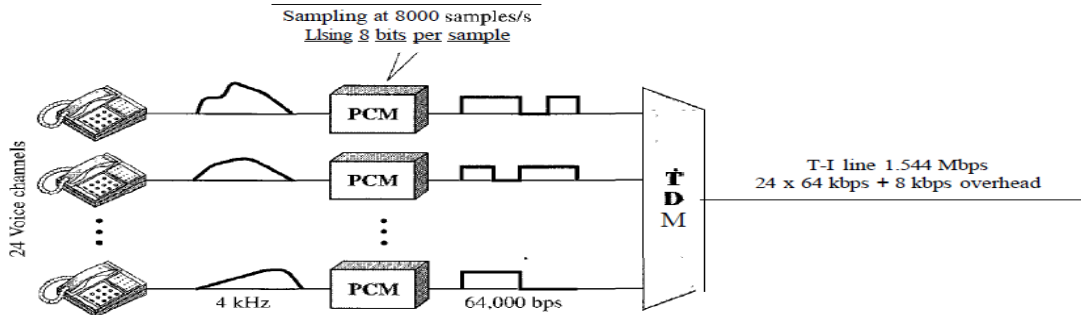 Sampling at 8000 samples/s
Llsing 8 bits per sample
PCM
T-I line 1.544 Mbps
24 x 64 kbps + 8 kbps overhead
PCM
T
D
M
24 Voice channels
PCM
4 kHz
64,000 bps